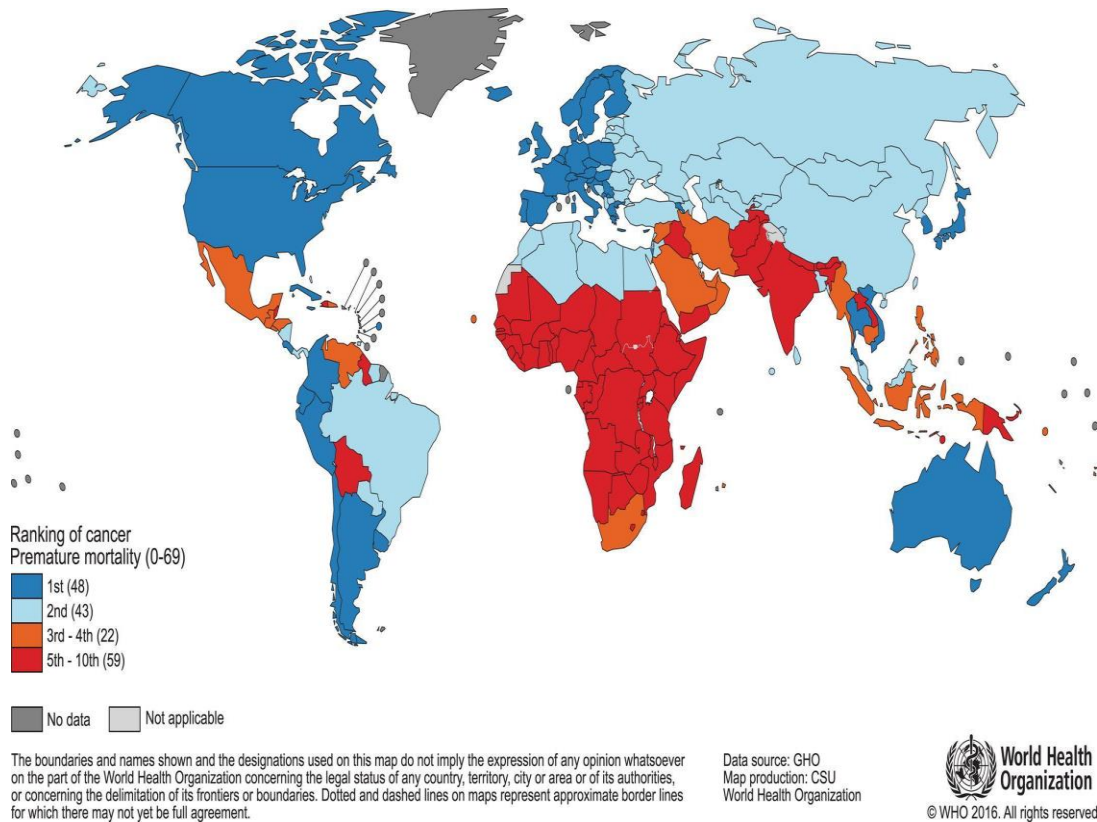 Ranking of cancer
Premature mortality (0-69)
1st (48)
2nd (43)
3rd - 4th (22)
5th - 10th (59)
No data
Not applicable
The boundaries and names shown and the designations used on this map do not imply the expression of any opinion whatsoever
on the part of the World Health Organization concerning the legal status of any country, territory, city or area or of its authorities,
or concerning the delimitation of its frontiers or boundaries. Dotted and dashed lines on maps represent approximate border lines
for which there may not yet be full agreement.
Data source: GHO
Map production: CSU
World Health Organization
World Health
Organization
© WHO 2016. All rights reserved